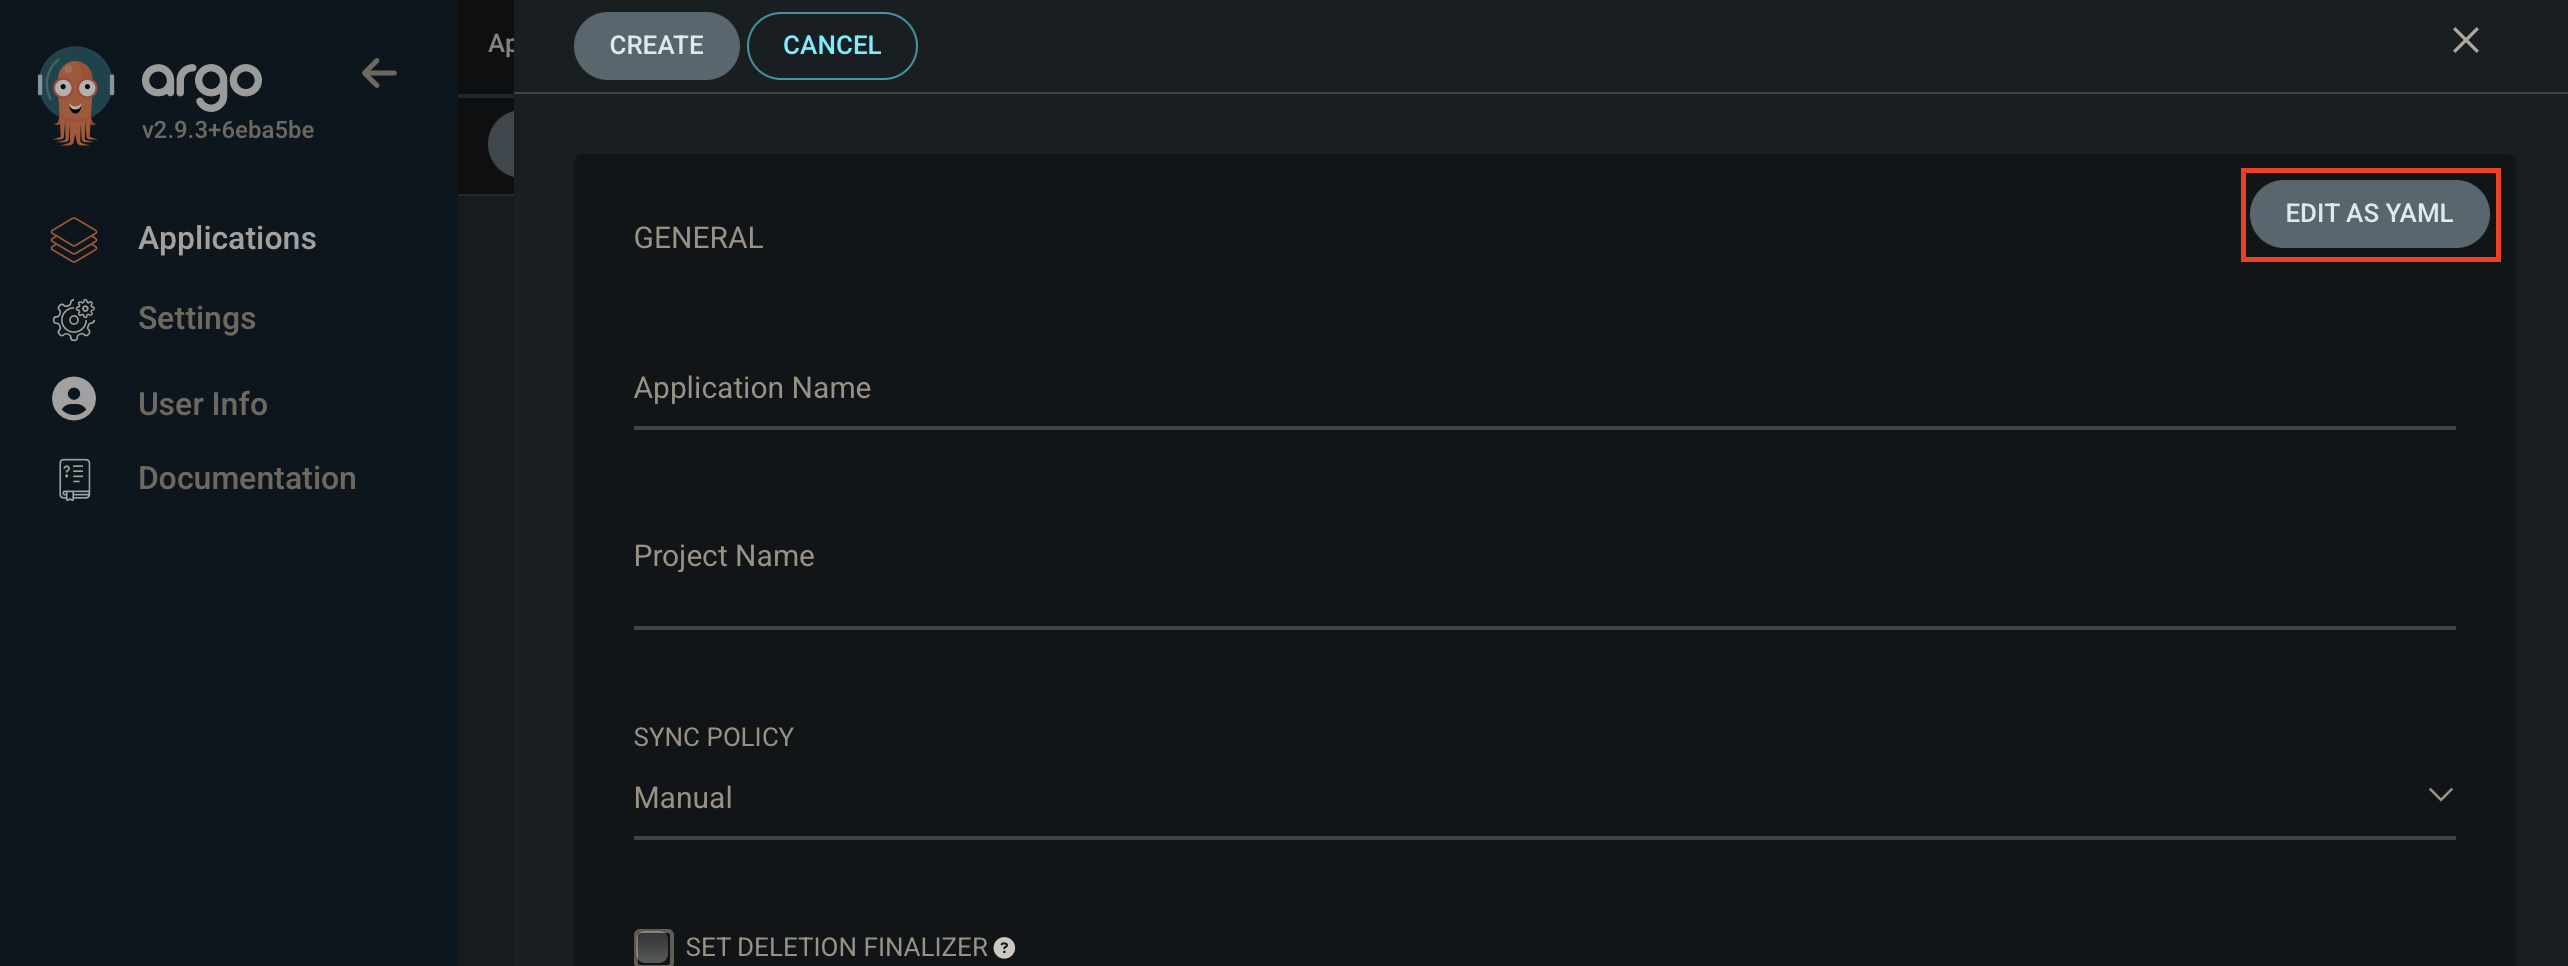 argo
v2.9.3+6eba5be
Applications
Settings
User Info
Documentation
Ap
CREATE
CANCEL
GENERAL
EDIT AS YAML
Application Name
Project Name
SYNC POLICY
Manual
SET DELETION FINALIZER ?